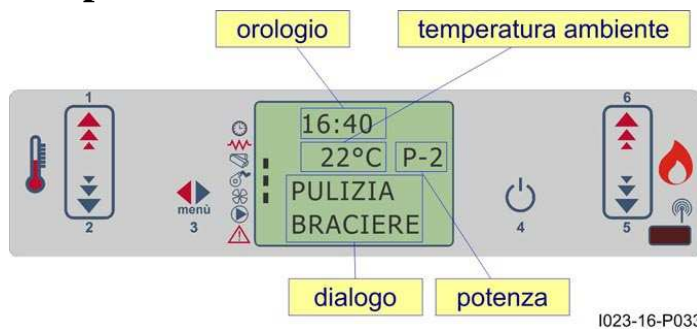 orologio
temperatura ambiente
1
6
16:40
22°C P-2
PULIZIA
BRACIERE
menù
2
3
4
5
dialogo
potenza
I023-16-P033